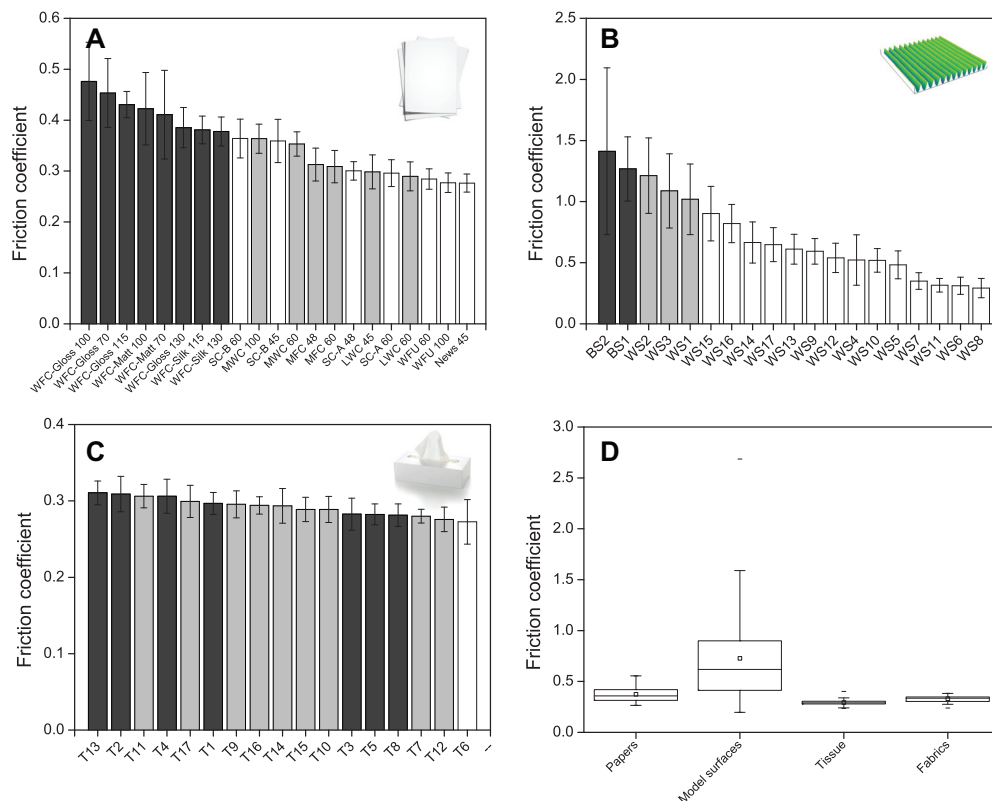 A
Friction coefficient
0.6
0.5
0.4
0.3
0.2
0.1
0.0
WFC-Gloss 100
WFC-Gloss 70
WFC-Gloss 115
WFC-Matt 100
WFC-Matt 70
WFC-Gloss 130
WFC-Silk 115
WFC-Silk 130
SC-B 60
MWC 100
SC-B 45
MWC 60
MFC 48
MFC 60
SC-A 48
LWC 45
SC-A 60
LWC 60
WFU 60
WFU 100
News 45
B
Friction coefficient
2.5
2.0
1.5
1.0
0.5
0.0
BS2
BS1
WS2
WS3
WS1
WS15
WS16
WS14
WS17
WS13
WS9
WS12
WS4
WS10
WS5
WS7
WS11
WS6
WS8
C
Friction coefficient
0.4
0.3
0.2
0.1
0.0
T13
T2
T11
T4
T17
T1
T9
T16
T14
T15
T10
T3
T5
T8
T7
T12
T6
--
D
Friction coefficient
3.0
2.5
2.0
1.5
1.0
0.5
0.0
Papers
Model surfaces
Tissue
Fabrics